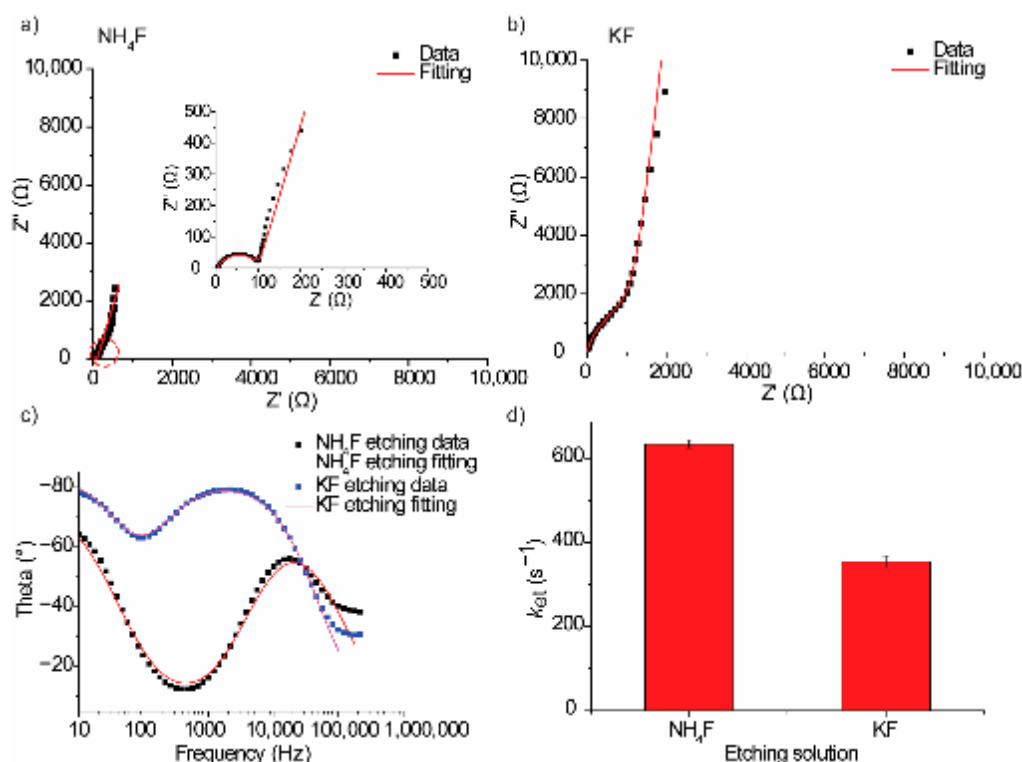 a) NH₄F
Data
Fitting
10,000
8000
6000
4000
2000
0
Z'' (Ω)
0 2000 4000 6000 8000 10,000
Z' (Ω)
500
400
300
200
100
0
Z'' (Ω)
0 100 200 300 400 500
Z' (Ω)
b) KF
Data
Fitting
10,000
8000
6000
4000
2000
0
Z'' (Ω)
0 2000 4000 6000 8000 10,000
Z' (Ω)
c)
NH₄F etching data
NH₄F etching fitting
KF etching data
KF etching fitting
−80
−60
−40
−20
Theta (°)
10 100 1000 10,000 100,000 1,000,000
Frequency (Hz)
d)
600
400
200
0
k_et (s⁻¹)
NH₄F KF
Etching solution